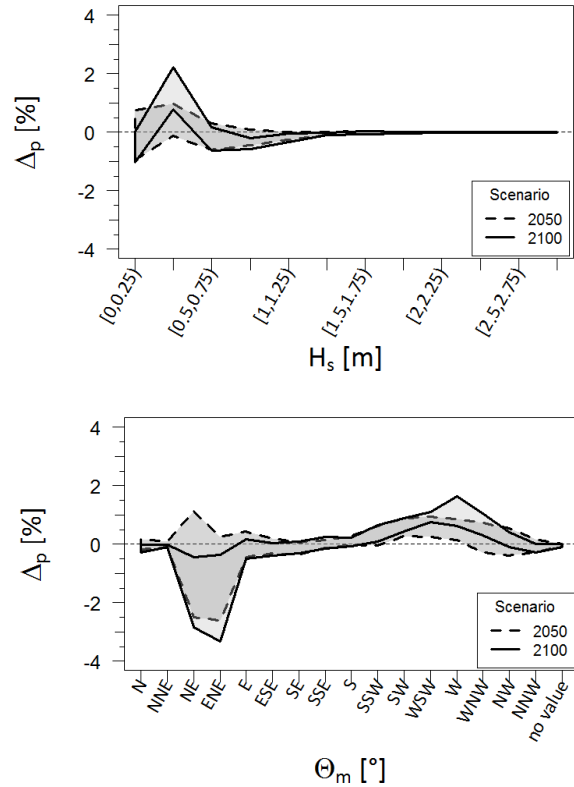 4
2
0
-2
-4
Δp [%]
Scenario
2050
2100
[0,0.25)
[0.5,0.75)
[1,1.25)
[1.5,1.75)
[2,2.25)
[2.5,2.75)
Hs [m]
4
2
0
-2
-4
Δp [%]
Scenario
2050
2100
N
NNE
NE
ENE
E
ESE
SE
SSE
S
SSW
SW
WSW
W
WNW
NW
NNW
no value
Θm [°]